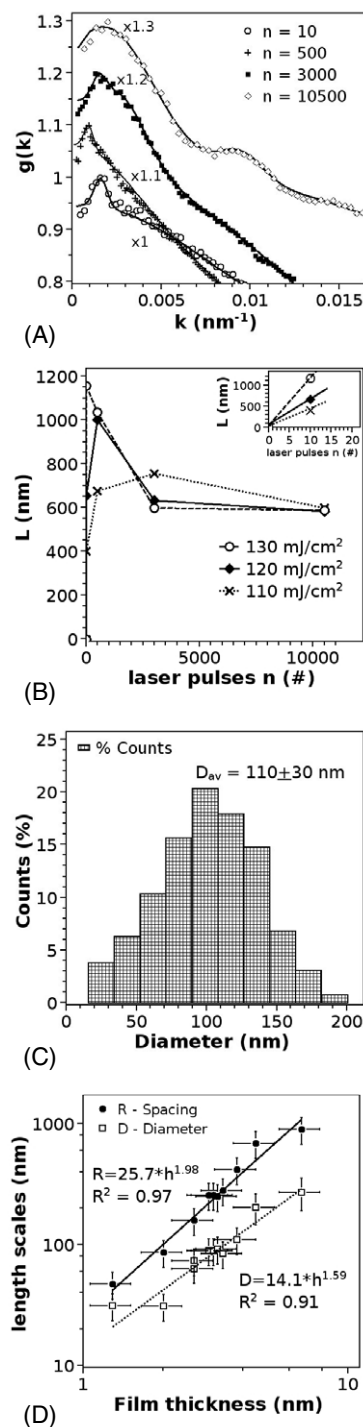 1.4
1.3
1.2
1.1
1
0.9
0.8
g(k)
x1.3
x1.2
x1.1
x1
n = 10
n = 500
n = 3000
n = 10500
0 0.005 0.01 0.015
k (nm⁻¹)
(A)
1200
1000
800
600
400
200
0
L (nm)
1000
500
0
L (nm)
0 5 10 15 20
laser pulses n (#)
130 mJ/cm²
120 mJ/cm²
110 mJ/cm²
0 5000 10000
laser pulses n (#)
(B)
25
20
15
10
5
0
Counts (%)
% Counts
Dav = 110±30 nm
0 50 100 150 200
Diameter (nm)
(C)
1000
100
10
length scales (nm)
R - Spacing
D - Diameter
R=25.7*h^1.98
R² = 0.97
D=14.1*h^1.59
R² = 0.91
1 10
Film thickness (nm)
(D)